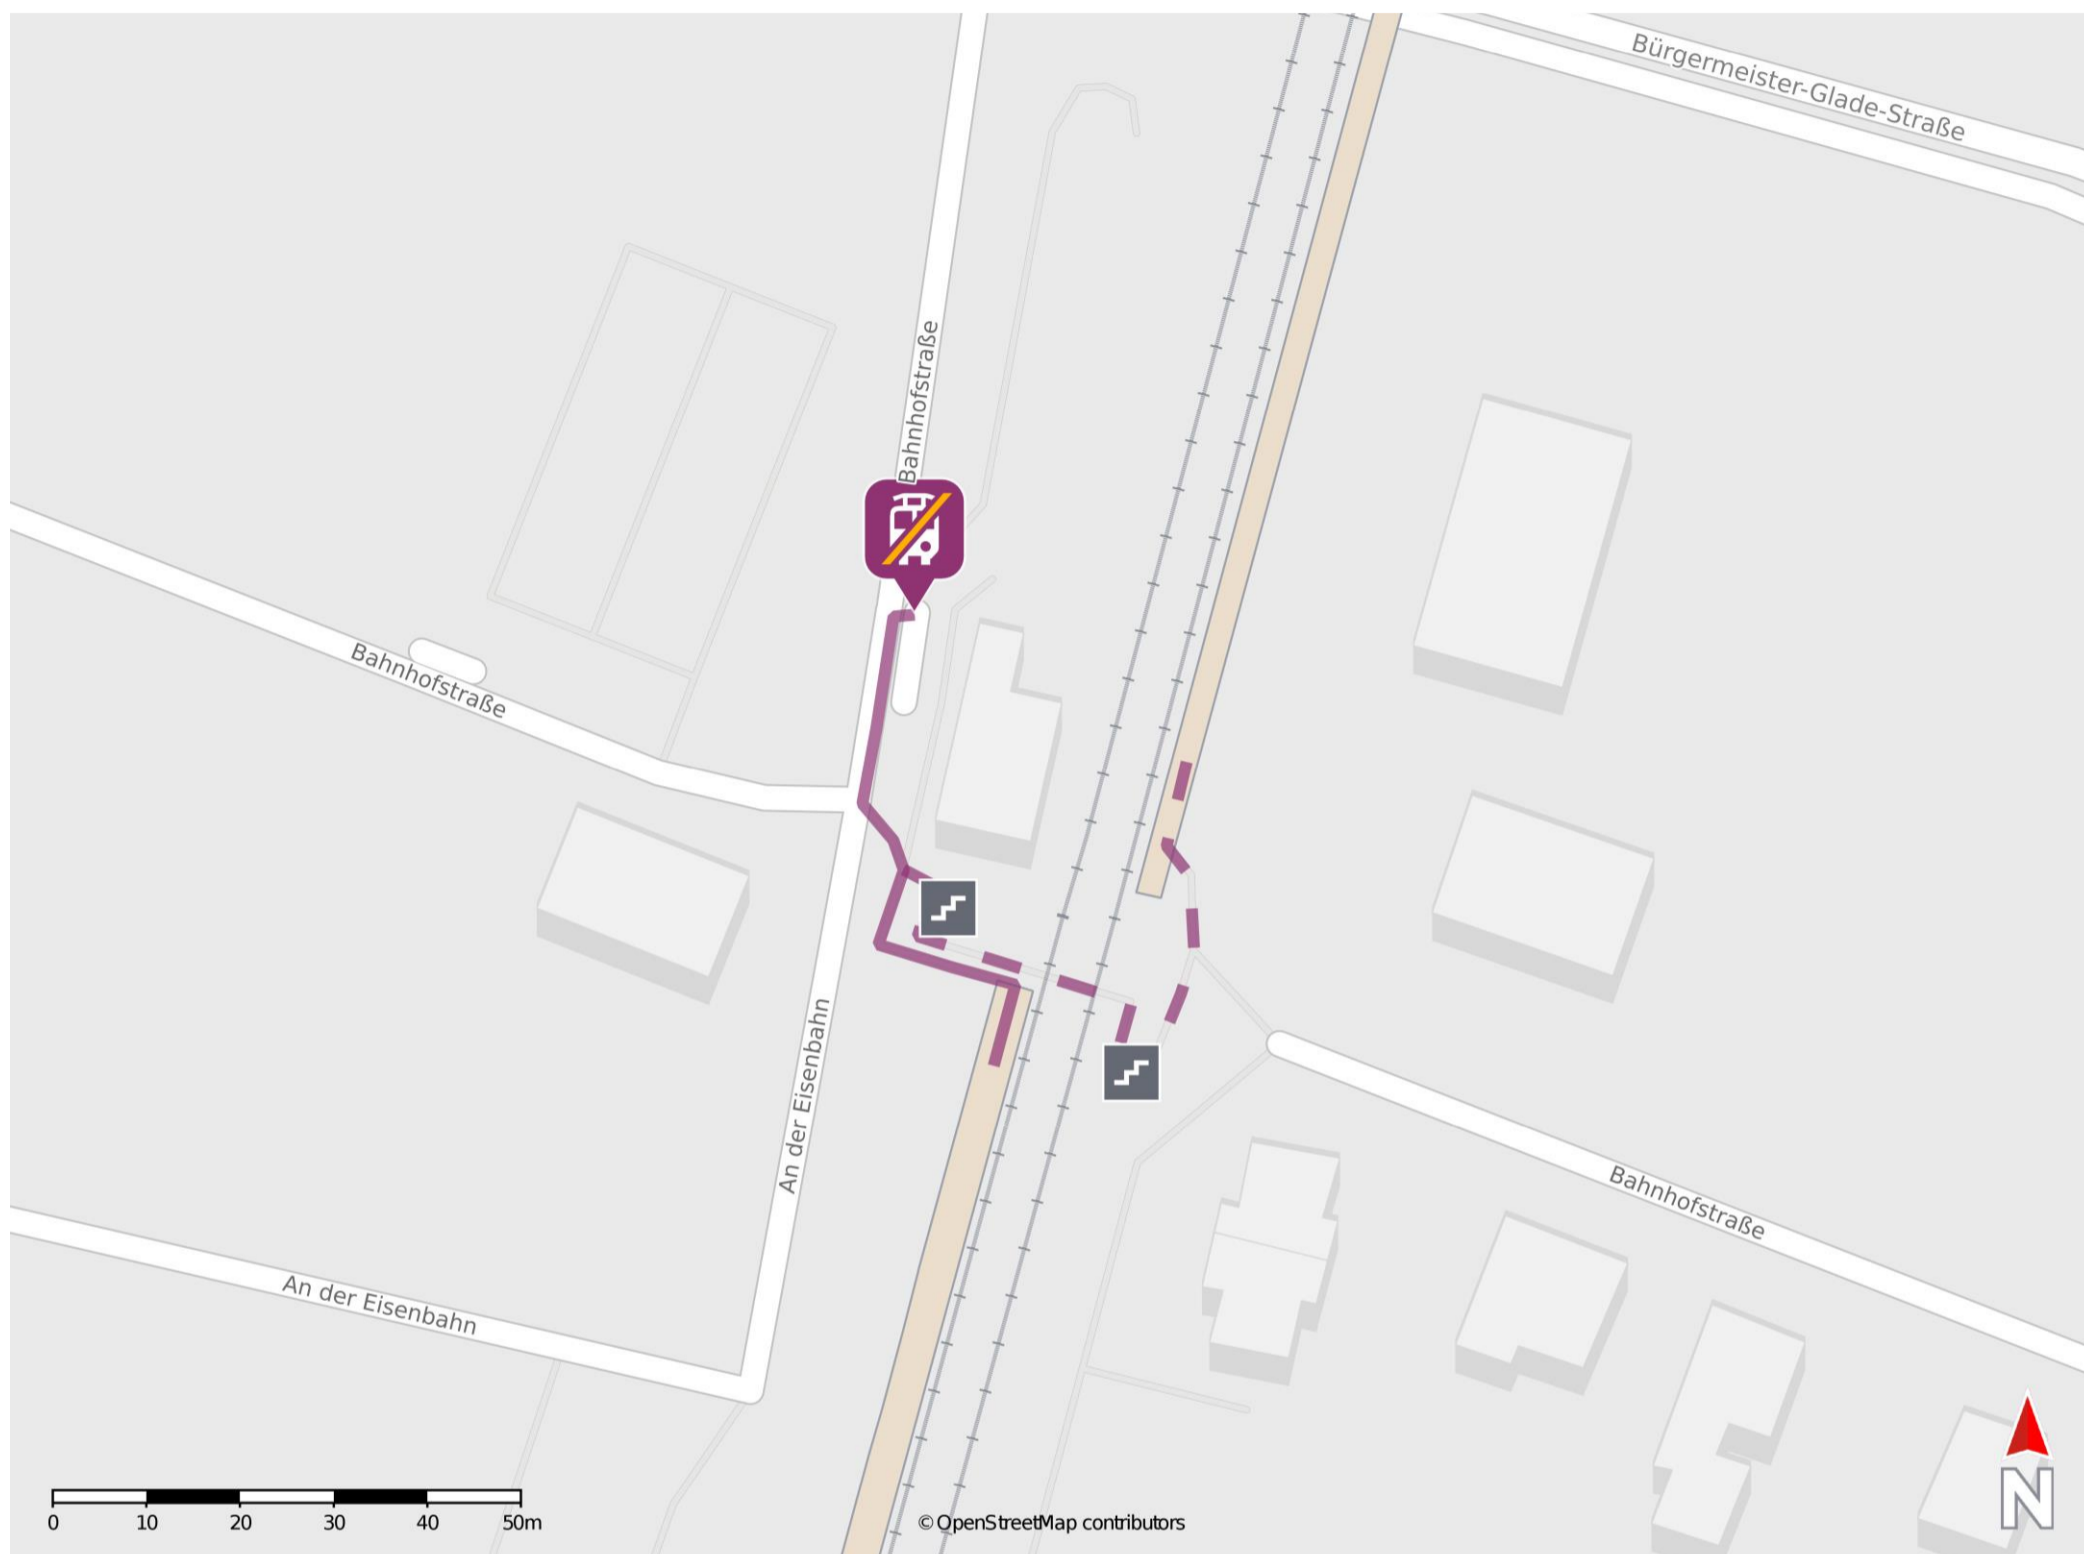 Bürgermeister-Glade-Straße
Bahnhofstraße
Bahnhofstraße
An der Eisenbahn
Bahnhofstraße
An der Eisenbahn
0 10 20 30 40 50m
© OpenStreetMap contributors
N